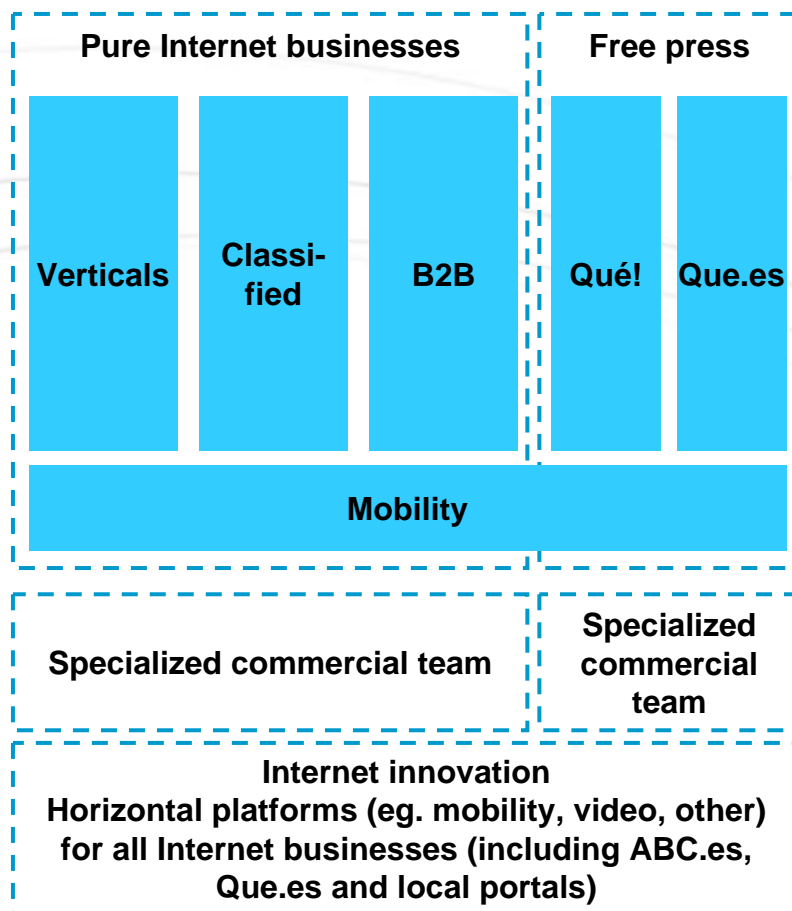 Pure Internet businesses
Free press
Verticals
Classi-
fied
B2B
Qué!
Que.es
Mobility
Specialized commercial team
Specialized
commercial
team
Internet innovation
Horizontal platforms (eg. mobility, video, other)
for all Internet businesses (including ABC.es,
Que.es and local portals)